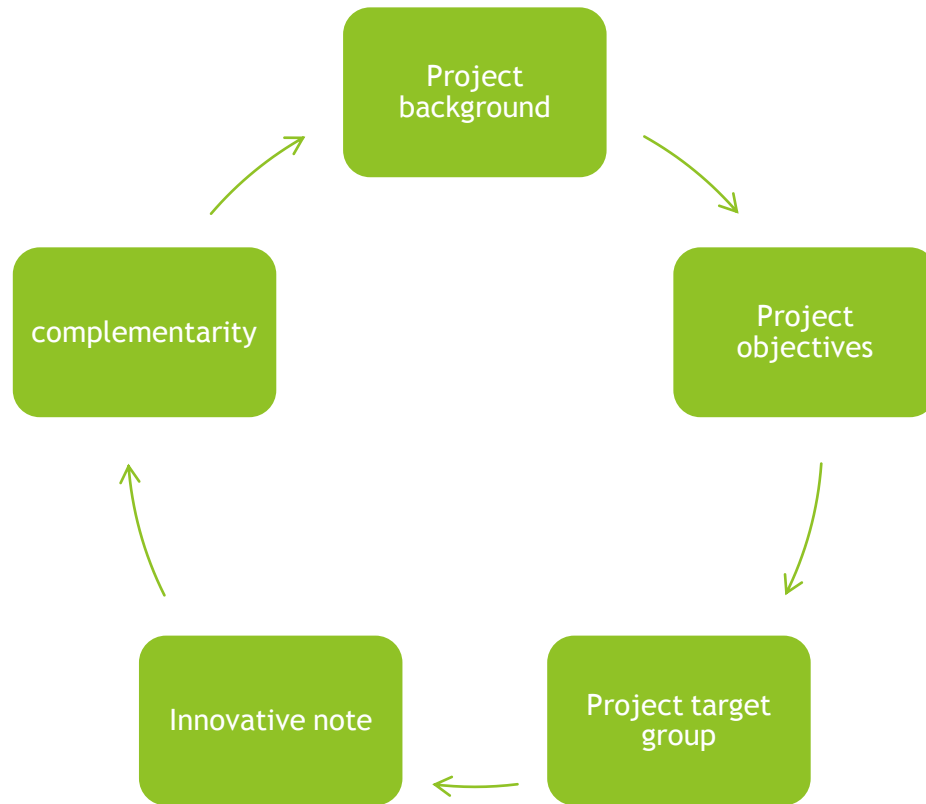 Project
background
Project
objectives
Project target
group
Innovative note
complementarity